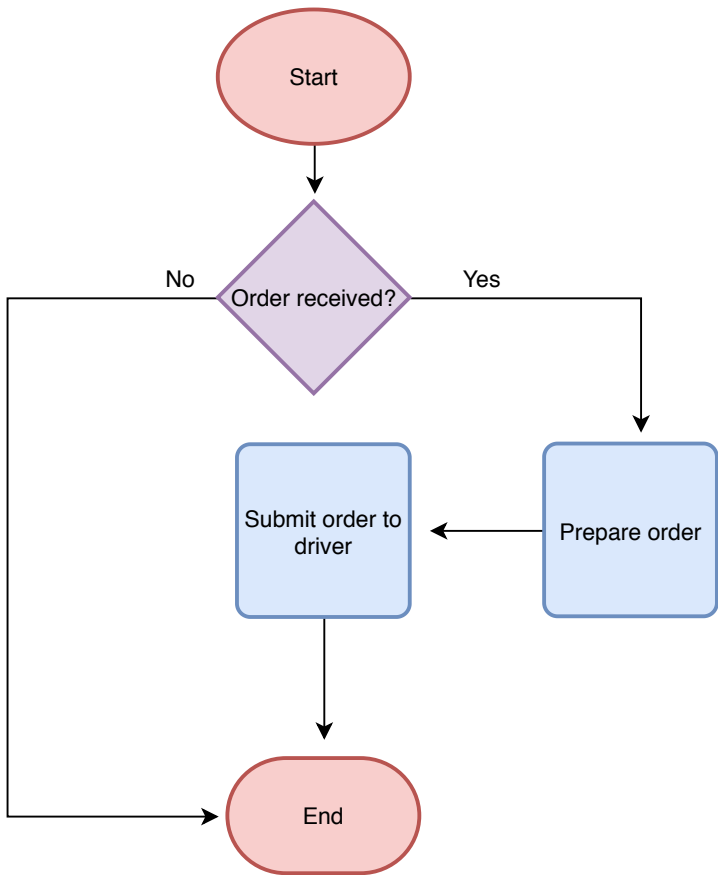 Start
No
Yes
Order received?
Submit order to
driver
Prepare order
End